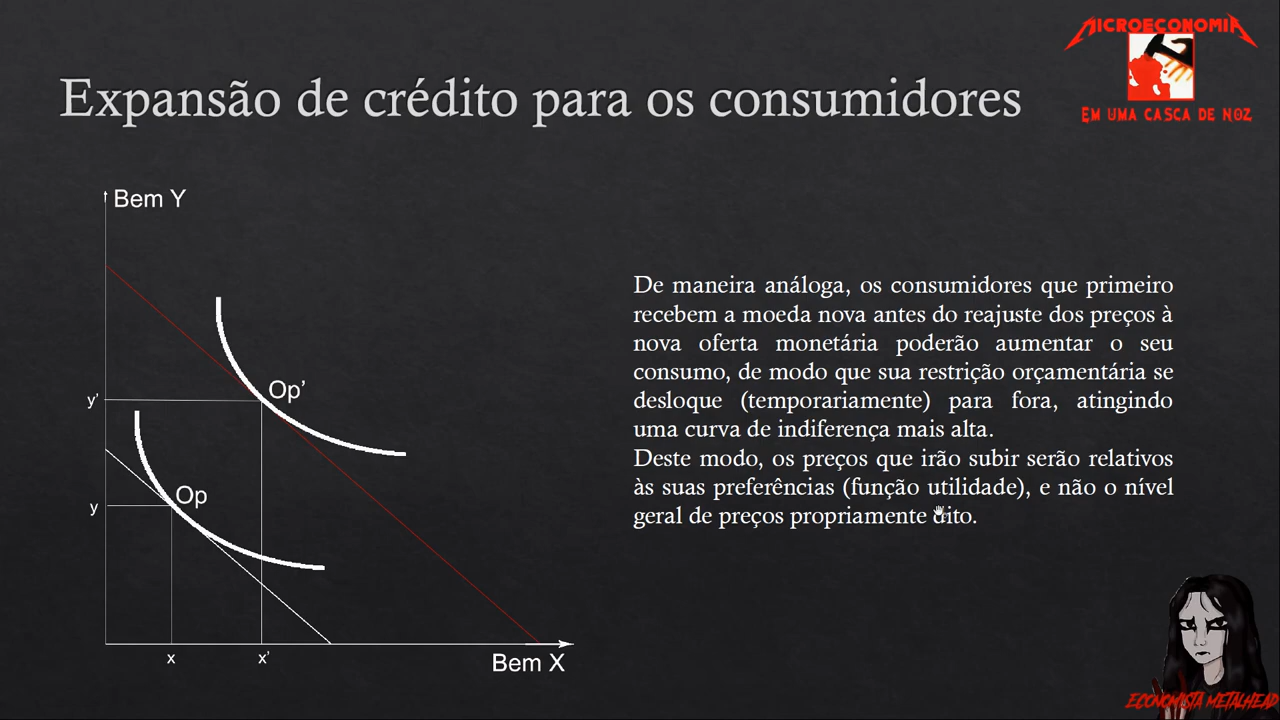 MICROECONOMIA
EM UMA CASCA DE NOZ
Expansão de crédito para os consumidores
Bem Y
Op'
y'
Op
y
x
x'
Bem X
De maneira análoga, os consumidores que primeiro
recebem a moeda nova antes do reajuste dos preços à
nova oferta monetária poderão aumentar o seu
consumo, de modo que sua restrição orçamentária se
desloque (temporariamente) para fora, atingindo
uma curva de indiferença mais alta.
Deste modo, os preços que irão subir serão relativos
às suas preferências (função utilidade), e não o nível
geral de preços propriamente dito.
ECONOMISTA METALHEAD